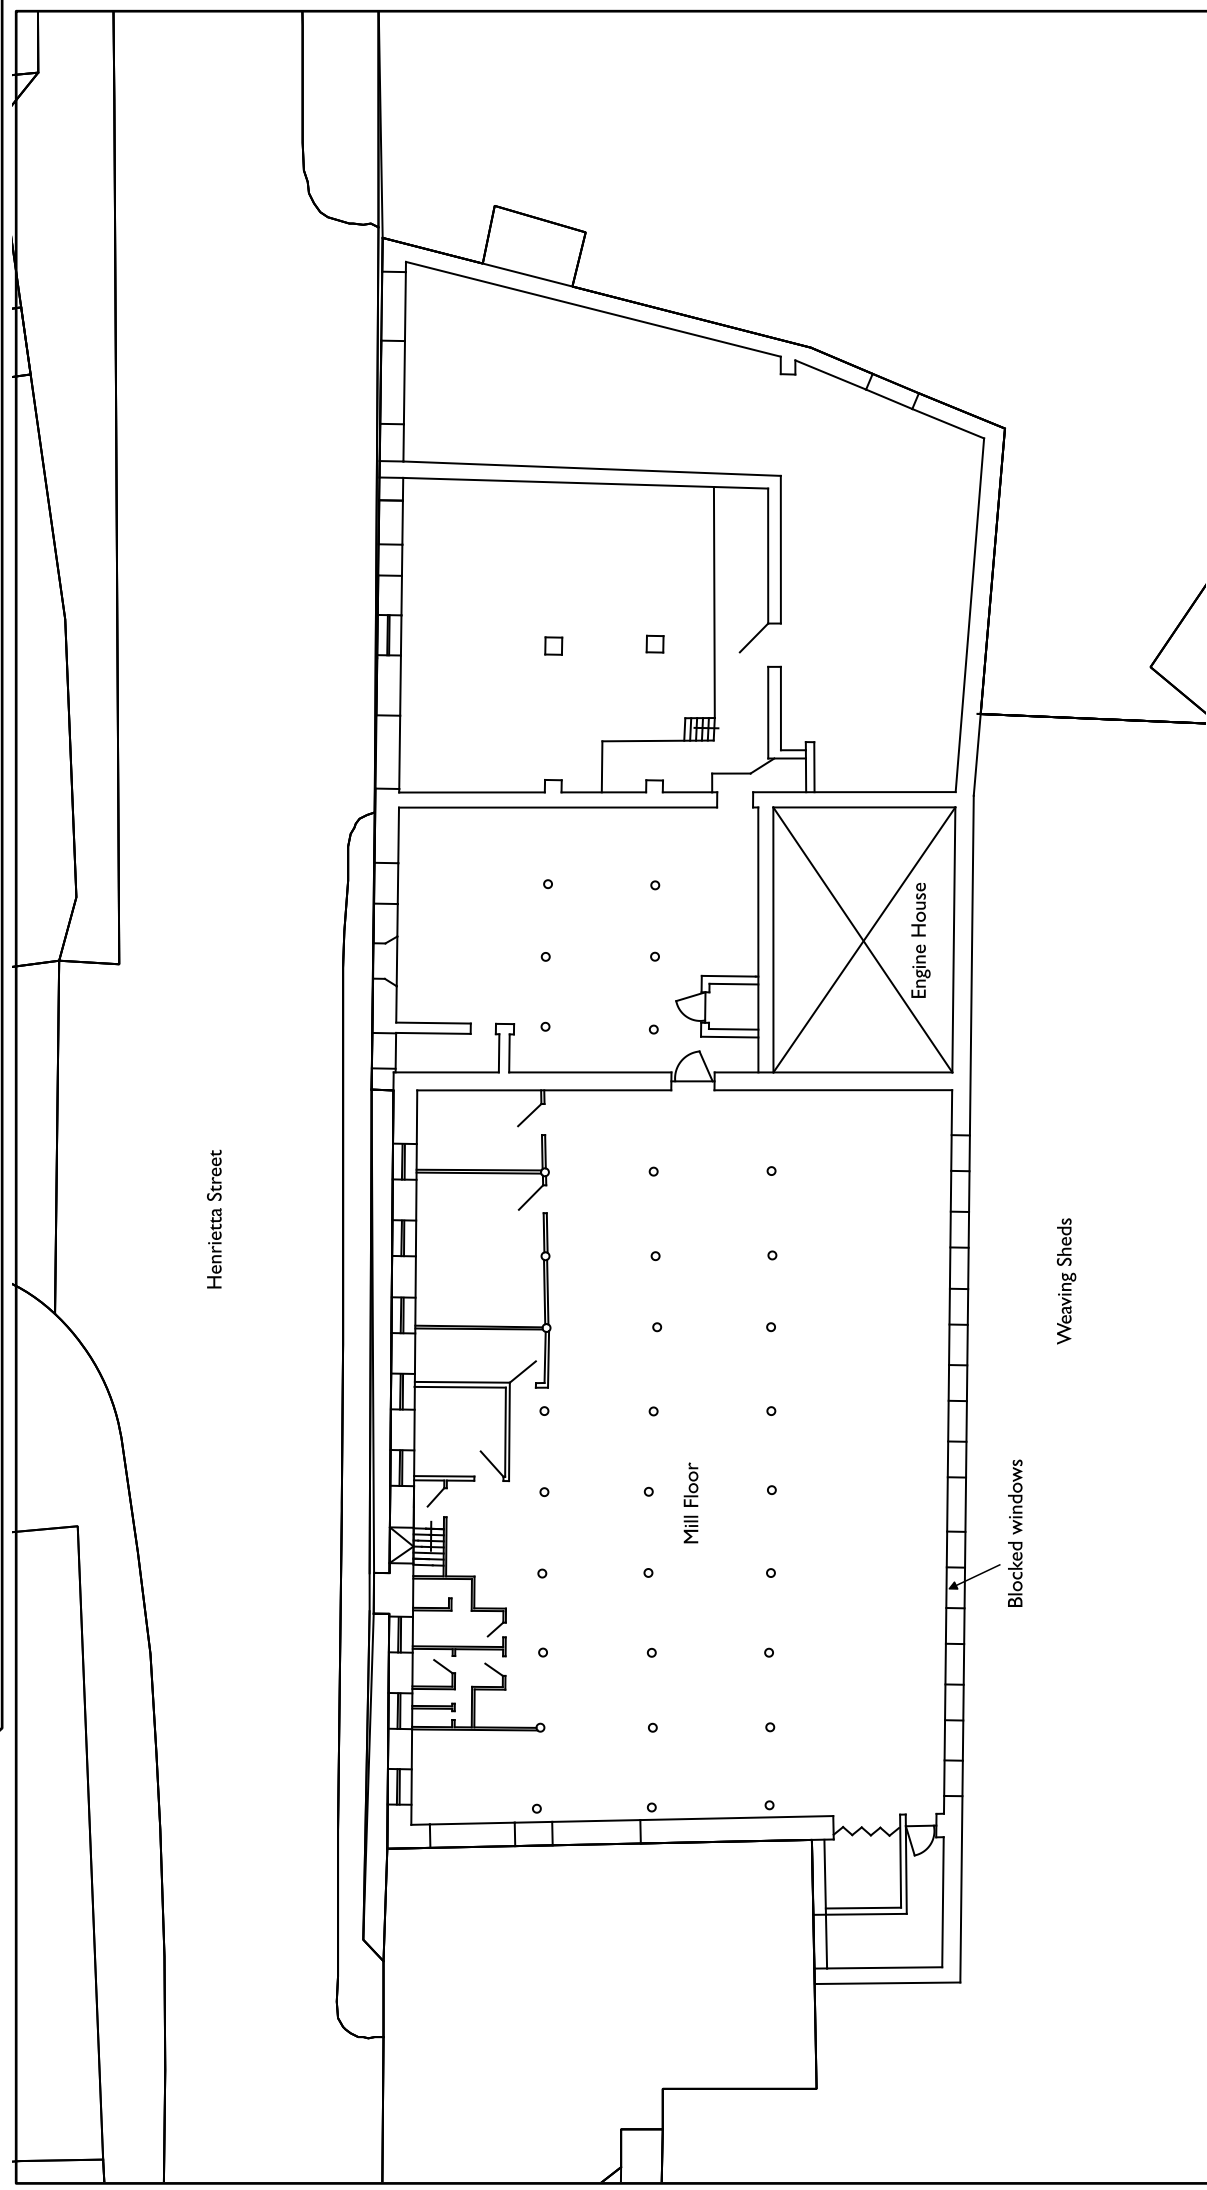 Henrietta Street
Mill Floor
Engine House
Blocked windows
Weaving Sheds